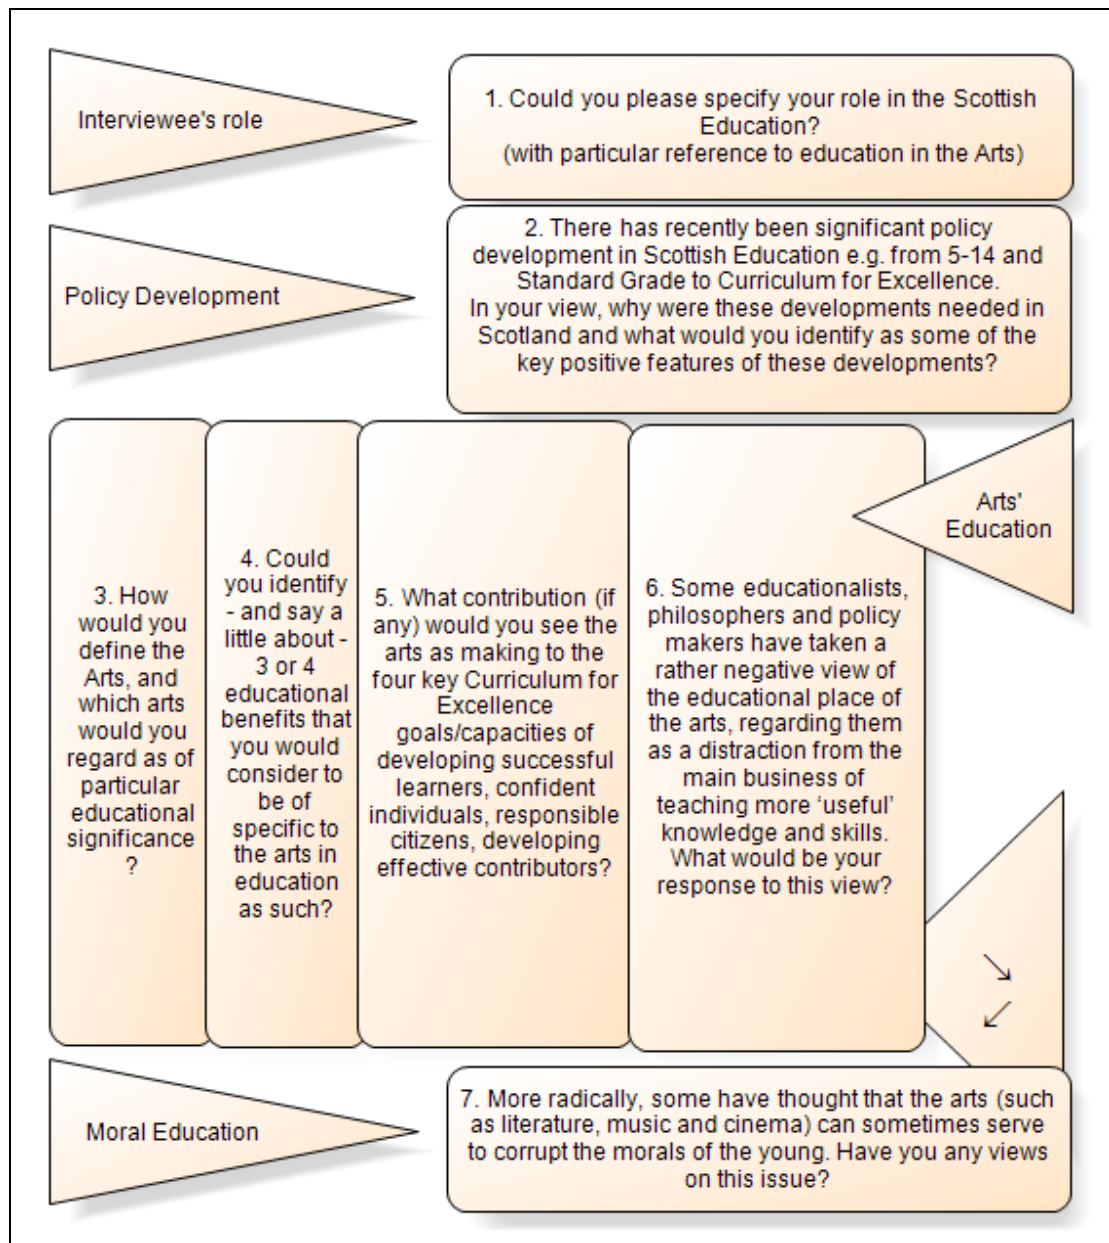 Interviewee's role
1. Could you please specify your role in the Scottish
Education?
(with particular reference to education in the Arts)
Policy Development
2. There has recently been significant policy
development in Scottish Education e.g. from 5-14 and
Standard Grade to Curriculum for Excellence.
In your view, why were these developments needed in
Scotland and what would you identify as some of the
key positive features of these developments?
Arts'
Education
3. How
would you
define the
Arts, and
which arts
would you
regard as of
particular
educational
significance
?
4. Could
you identify
- and say a
little about -
3 or 4
educational
benefits that
you would
consider to
be of
specific to
the arts in
education
as such?
5. What contribution (if
any) would you see the
arts as making to the
four key Curriculum for
Excellence
goals/capacities of
developing successful
learners, confident
individuals, responsible
citizens, developing
effective contributors?
6. Some educationalists,
philosophers and policy
makers have taken a
rather negative view of
the educational place of
the arts, regarding them
as a distraction from the
main business of
teaching more ‘useful’
knowledge and skills.
What would be your
response to this view?
↘
↙
Moral Education
7. More radically, some have thought that the arts (such
as literature, music and cinema) can sometimes serve
to corrupt the morals of the young. Have you any views
on this issue?